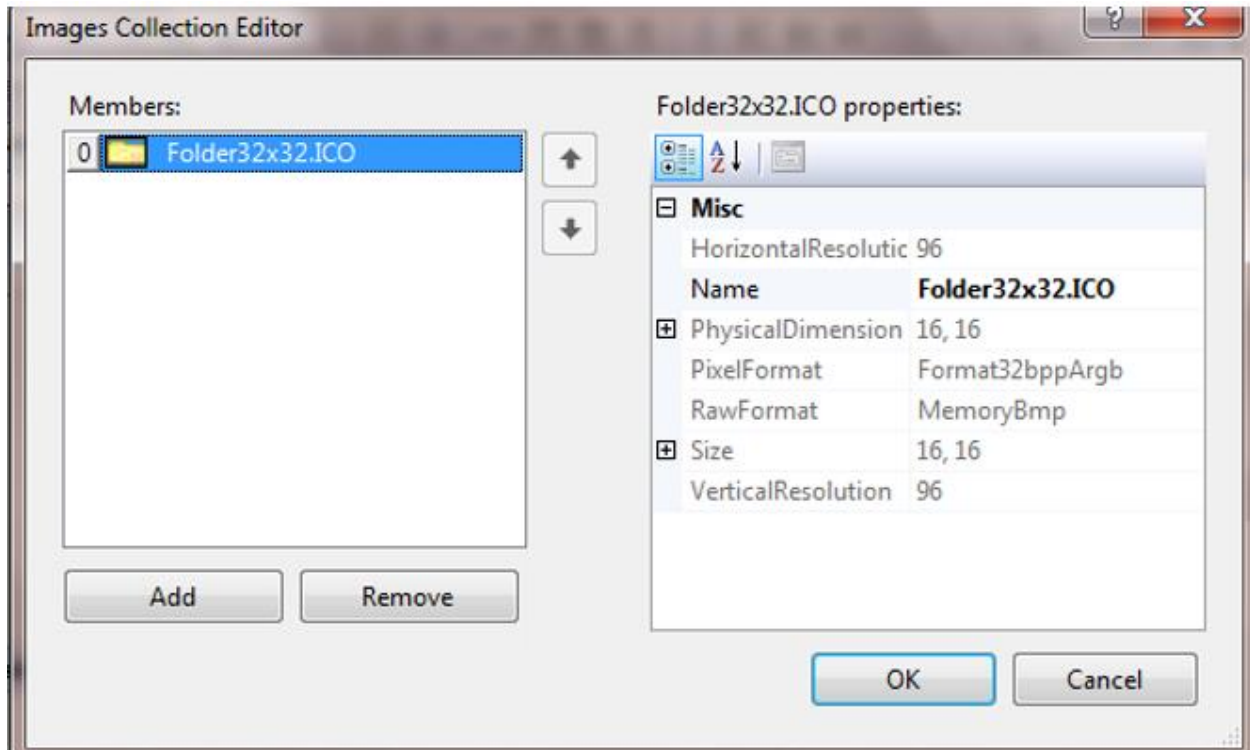 Images Collection Editor
?
X
Members:
0 Folder32x32.ICO
Add
Remove
Folder32x32.ICO properties:
A
Z
Misc
HorizontalResolutic 96
Name Folder32x32.ICO
PhysicalDimension 16, 16
PixelFormat Format32bppArgb
RawFormat MemoryBmp
Size 16, 16
VerticalResolution 96
OK
Cancel